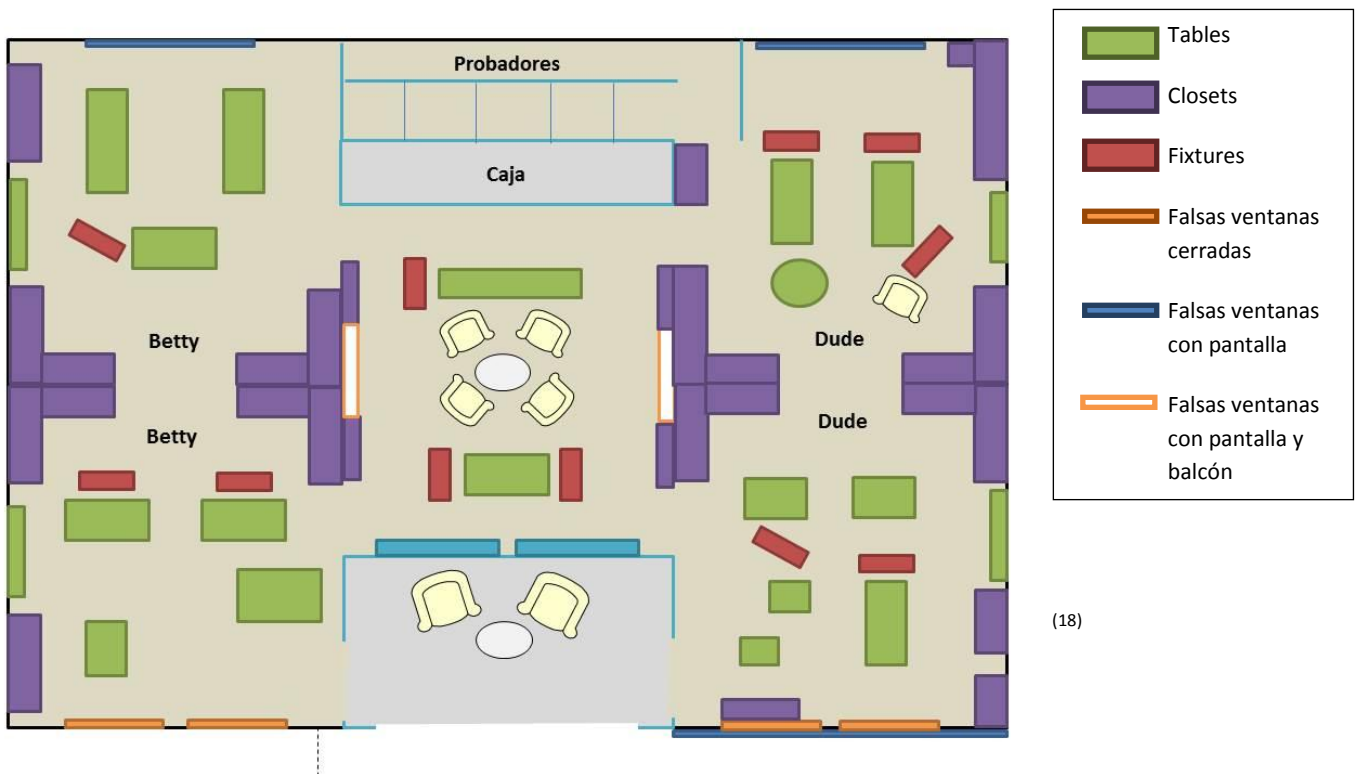 Probadores
Caja
Betty
Dude
Betty
Dude
Tables
Closets
Fixtures
Falsas ventanas
cerradas
Falsas ventanas
con pantalla
Falsas ventanas
con pantalla y
balcón
(18)